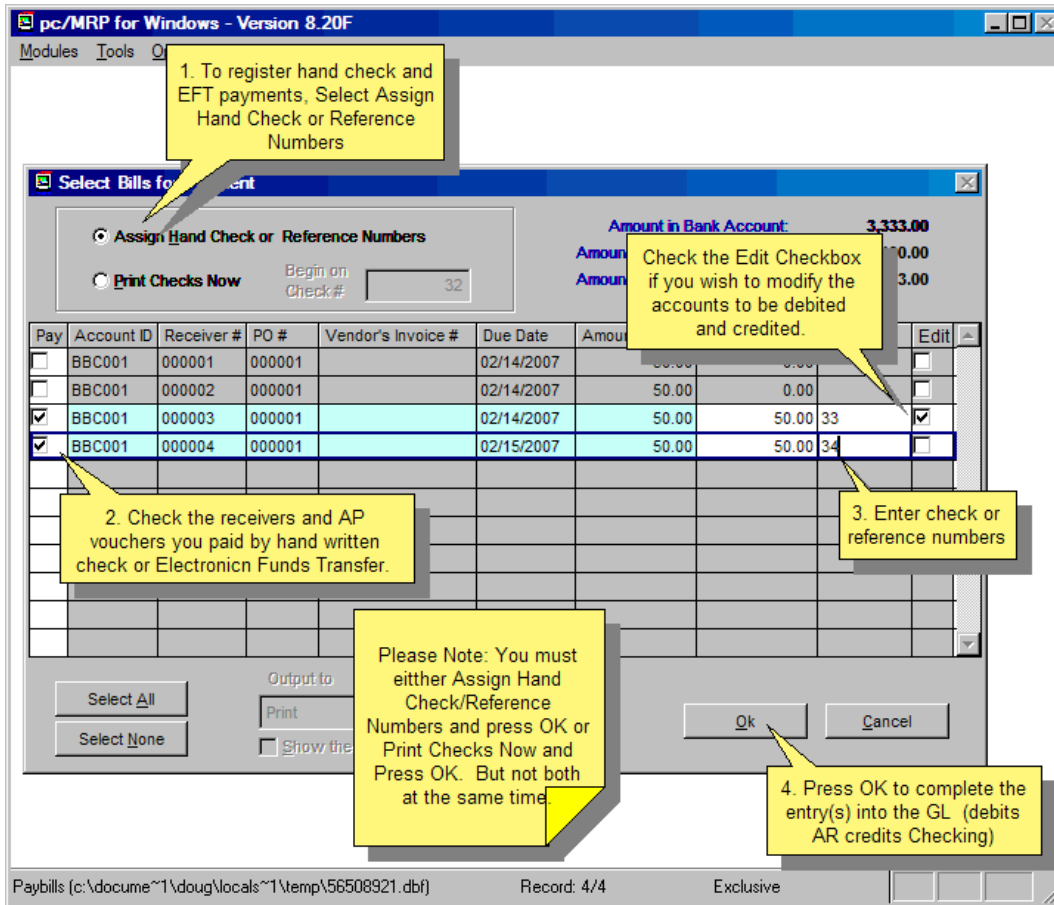 pc/MRP for Windows - Version 8.20F
Modules Tools
1. To register hand check and
EFT payments, Select Assign
Hand Check or Reference
Numbers
Select Bills
Assign Hand Check or Reference Numbers
Print Checks Now
Begin on
Check #
32
Amount in Bank Account: 3,333.00
Check the Edit Checkbox
if you wish to modify the
accounts to be debited
and credited.
Pay Account ID Receiver # PO # Vendor's Invoice # Due Date Edit
BBC001 000001 000001 02/14/2007
BBC001 000002 000001 02/14/2007 50.00 0.00
BBC001 000003 000001 02/14/2007 50.00 50.00 33
BBC001 000004 000001 02/15/2007 50.00 50.00 34
2. Check the receivers and AP
vouchers you paid by hand written
check or Electronicn Funds Transfer.
3. Enter check or
reference numbers
Please Note: You must
eitther Assign Hand
Check/Reference
Numbers and press OK or
Print Checks Now and
Press OK. But not both
at the same time.
Select All
Select None
Output to
Print
Show the
Ok
Cancel
4. Press OK to complete the
entry(s) into the GL (debits
AR credits Checking)
Paybills (c:\docume~1\doug\locals~1\temp\56508921.dbf) Record: 4/4 Exclusive